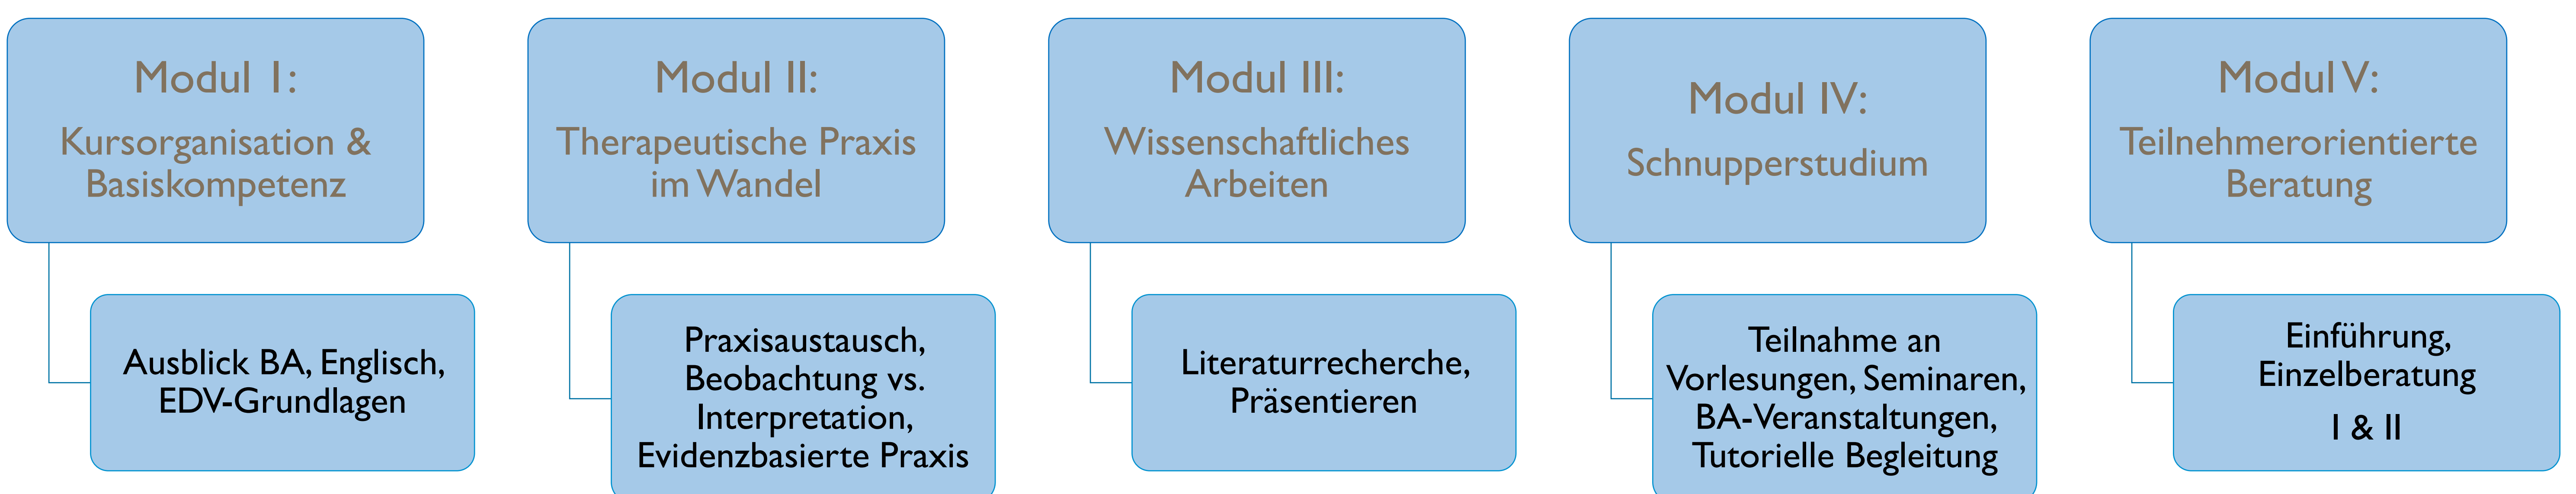 Modul 1:
Kursorganisation &
Basiskompetenz
Ausblick BA, Englisch,
EDV-Grundlagen
Modul II:
Therapeutische Praxis
im Wandel
Praxisaustausch,
Beobachtung vs.
Interpretation,
Evidenzbasierte Praxis
Modul III:
Wissenschaftliches
Arbeiten
Literaturrecherche,
Präsentieren
Modul IV:
Schnupperstudium
Teilnahme an
Vorlesungen, Seminaren,
BA-Veranstaltungen,
Tutorielle Begleitung
Modul V:
Teilnehmerorientierte
Beratung
Einführung,
Einzelberatung
I & II